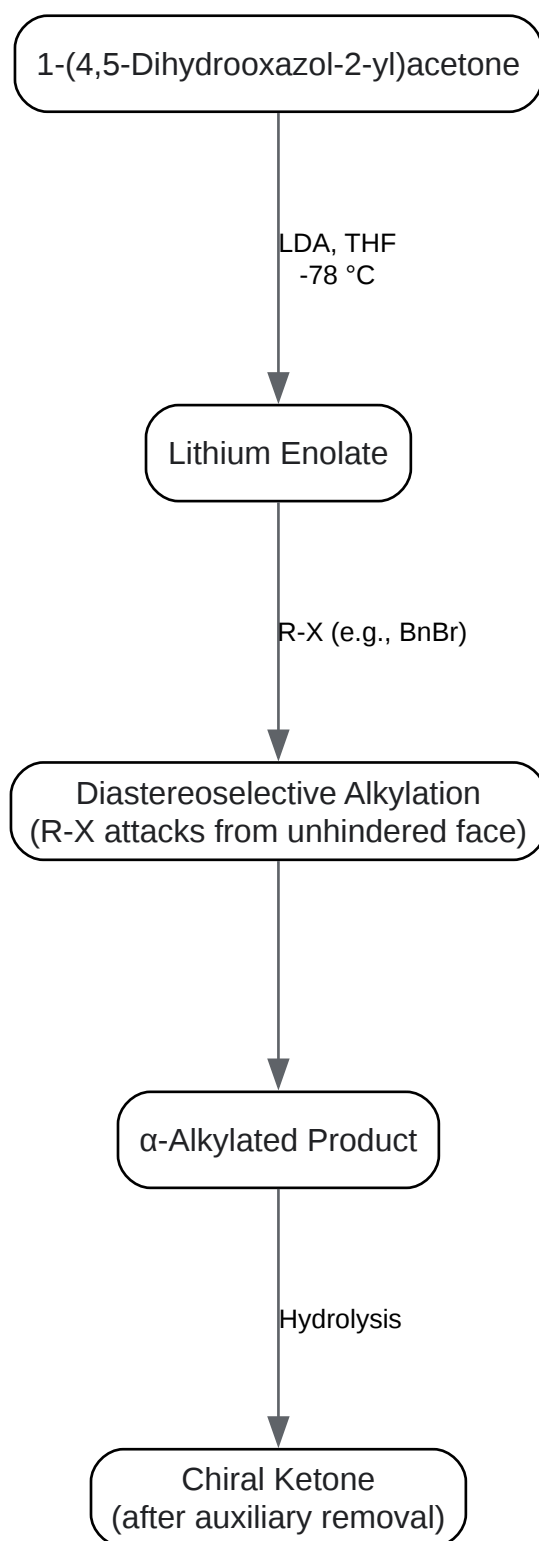 1-(4,5-Dihydrooxazol-2-yl)acetone
LDA, THF
-78 °C
Lithium Enolate
R-X (e.g., BnBr)
Diastereoselective Alkylation
(R-X attacks from unhindered face)
α-Alkylated Product
Hydrolysis
Chiral Ketone
(after auxiliary removal)